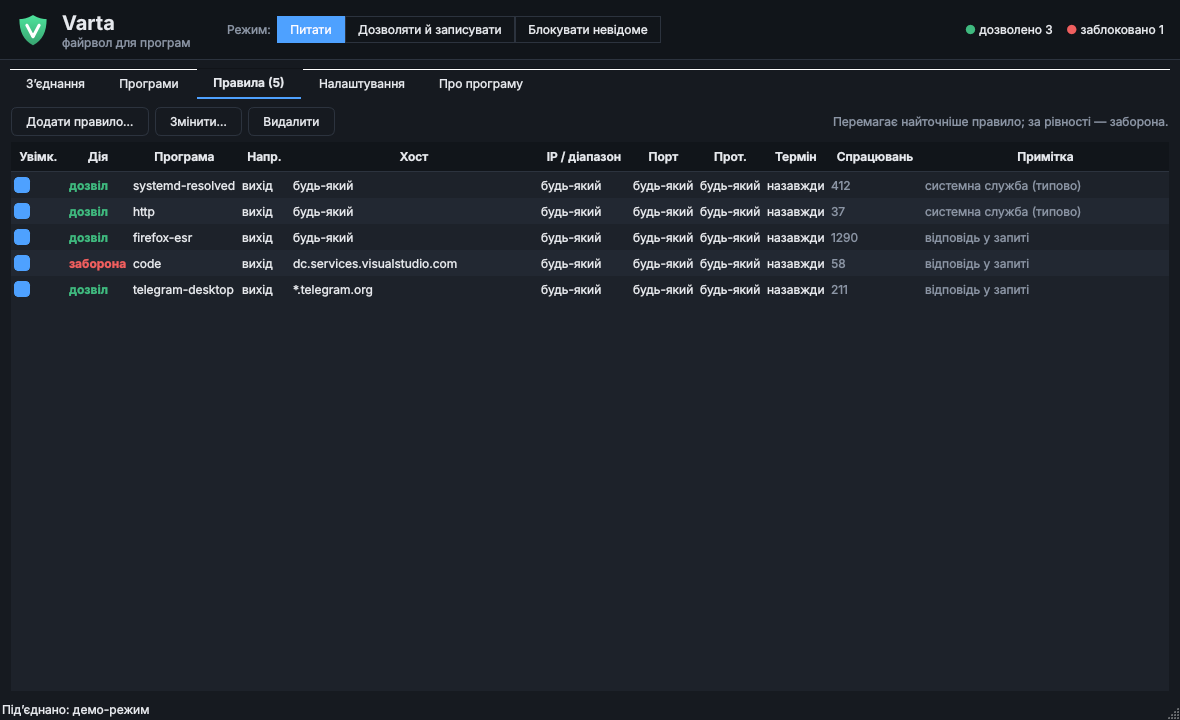 Varta
файрвол для програм
Режим: Питати Дозволяти й записувати Блокувати невідоме
дозволено 3 заблоковано 1
З'єднання Програми Правила (5) Налаштування Про програму
Додати правило... Змінити... Видалити
Перемагає найточніше правило; за рівності — заборона.
Увімк. Дія Програма Напр. Хост IP / діапазон Порт Прот. Термін Спрацювань Примітка
дозвіл systemd-resolved вихід будь-який будь-який будь-який будь-який назавжди 412 системна служба (типово)
дозвіл http вихід будь-який будь-який будь-який будь-який назавжди 37 системна служба (типово)
дозвіл firefox-esr вихід будь-який будь-який будь-який будь-який назавжди 1290 відповідь у запиті
заборона code вихід dc.services.visualstudio.com будь-який будь-який будь-який назавжди 58 відповідь у запиті
дозвіл telegram-desktop вихід *.telegram.org будь-який будь-який будь-який назавжди 211 відповідь у запиті
Під'єднано: демо-режим